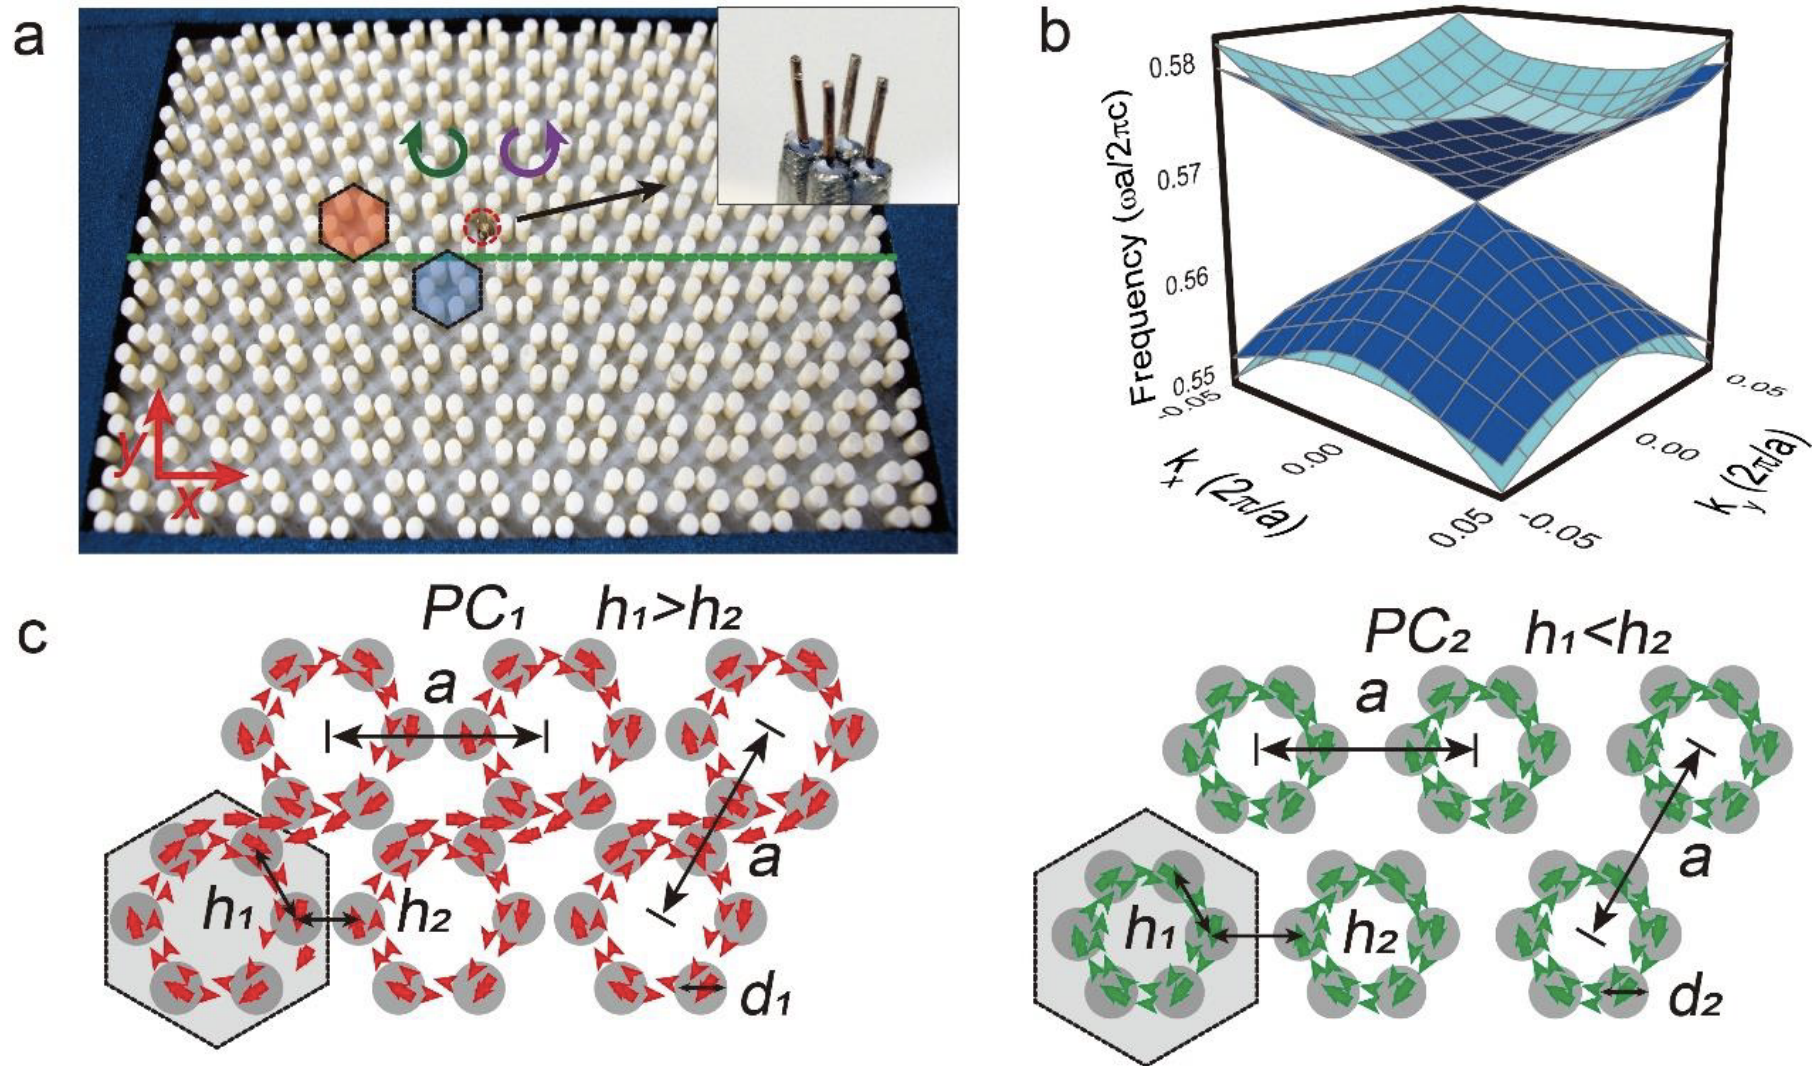 a
y
x
b
0.58
0.57
0.56
0.55
Frequency (ωa/2πc)
-0.05
0.00
0.05
kx (2π/a)
-0.05
0.00
0.05
ky (2π/a)
c
PC1 h1>h2
a
a
h1
h2
d1
PC2 h1<h2
a
a
h1
h2
d2